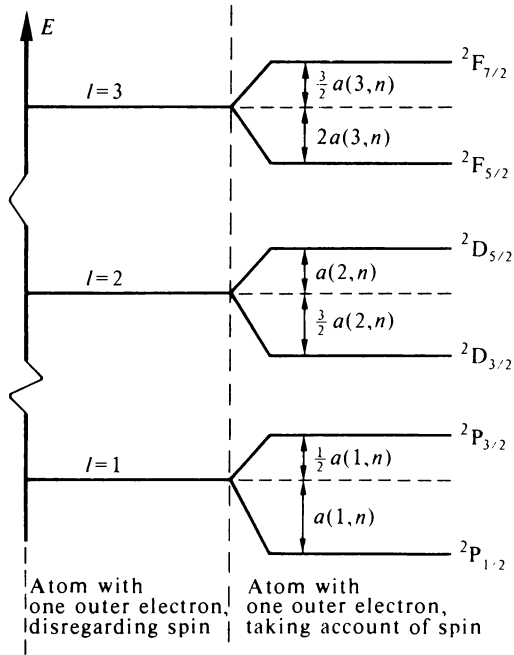 E
²F₇/₂
l=3
3/2 a(3,n)
2a(3,n)
²F₅/₂
²D₅/₂
l=2
a(2,n)
3/2 a(2,n)
²D₃/₂
²P₃/₂
l=1
1/2 a(1,n)
a(1,n)
²P₁/₂
Atom with
one outer electron,
disregarding spin
Atom with
one outer electron,
taking account of spin